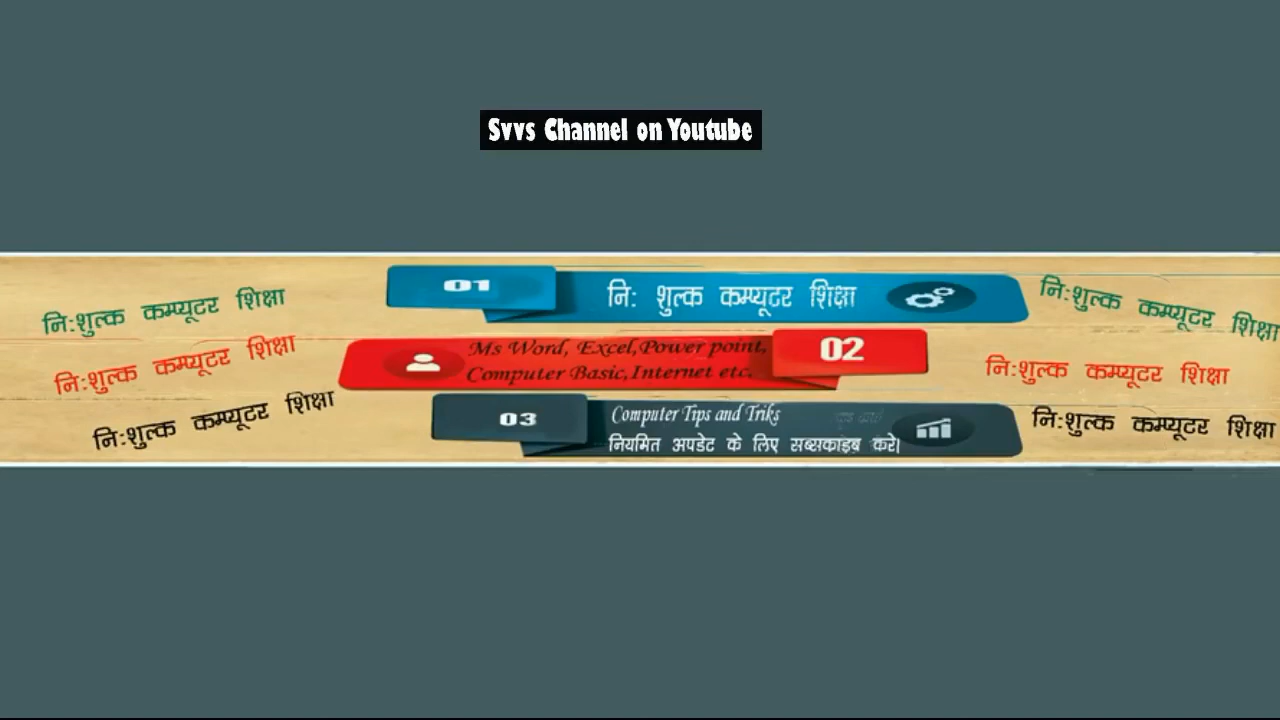 Svvs Channel on Youtube
नि:शुल्क कम्प्यूटर शिक्षा
01
नि: शुल्क कम्प्यूटर शिक्षा
नि:शुल्क कम्प्यूटर शिक्षा
नि:शुल्क कम्प्यूटर शिक्षा
Ms Word, Excel,Power point,
Computer Basic,Internet etc.
02
नि:शुल्क कम्प्यूटर शिक्षा
नि:शुल्क कम्प्यूटर शिक्षा
03
Computer Tips and Triks
नियमित अपडेट के लिए सब्सकाइब करे|
नि:शुल्क कम्प्यूटर शिक्षा